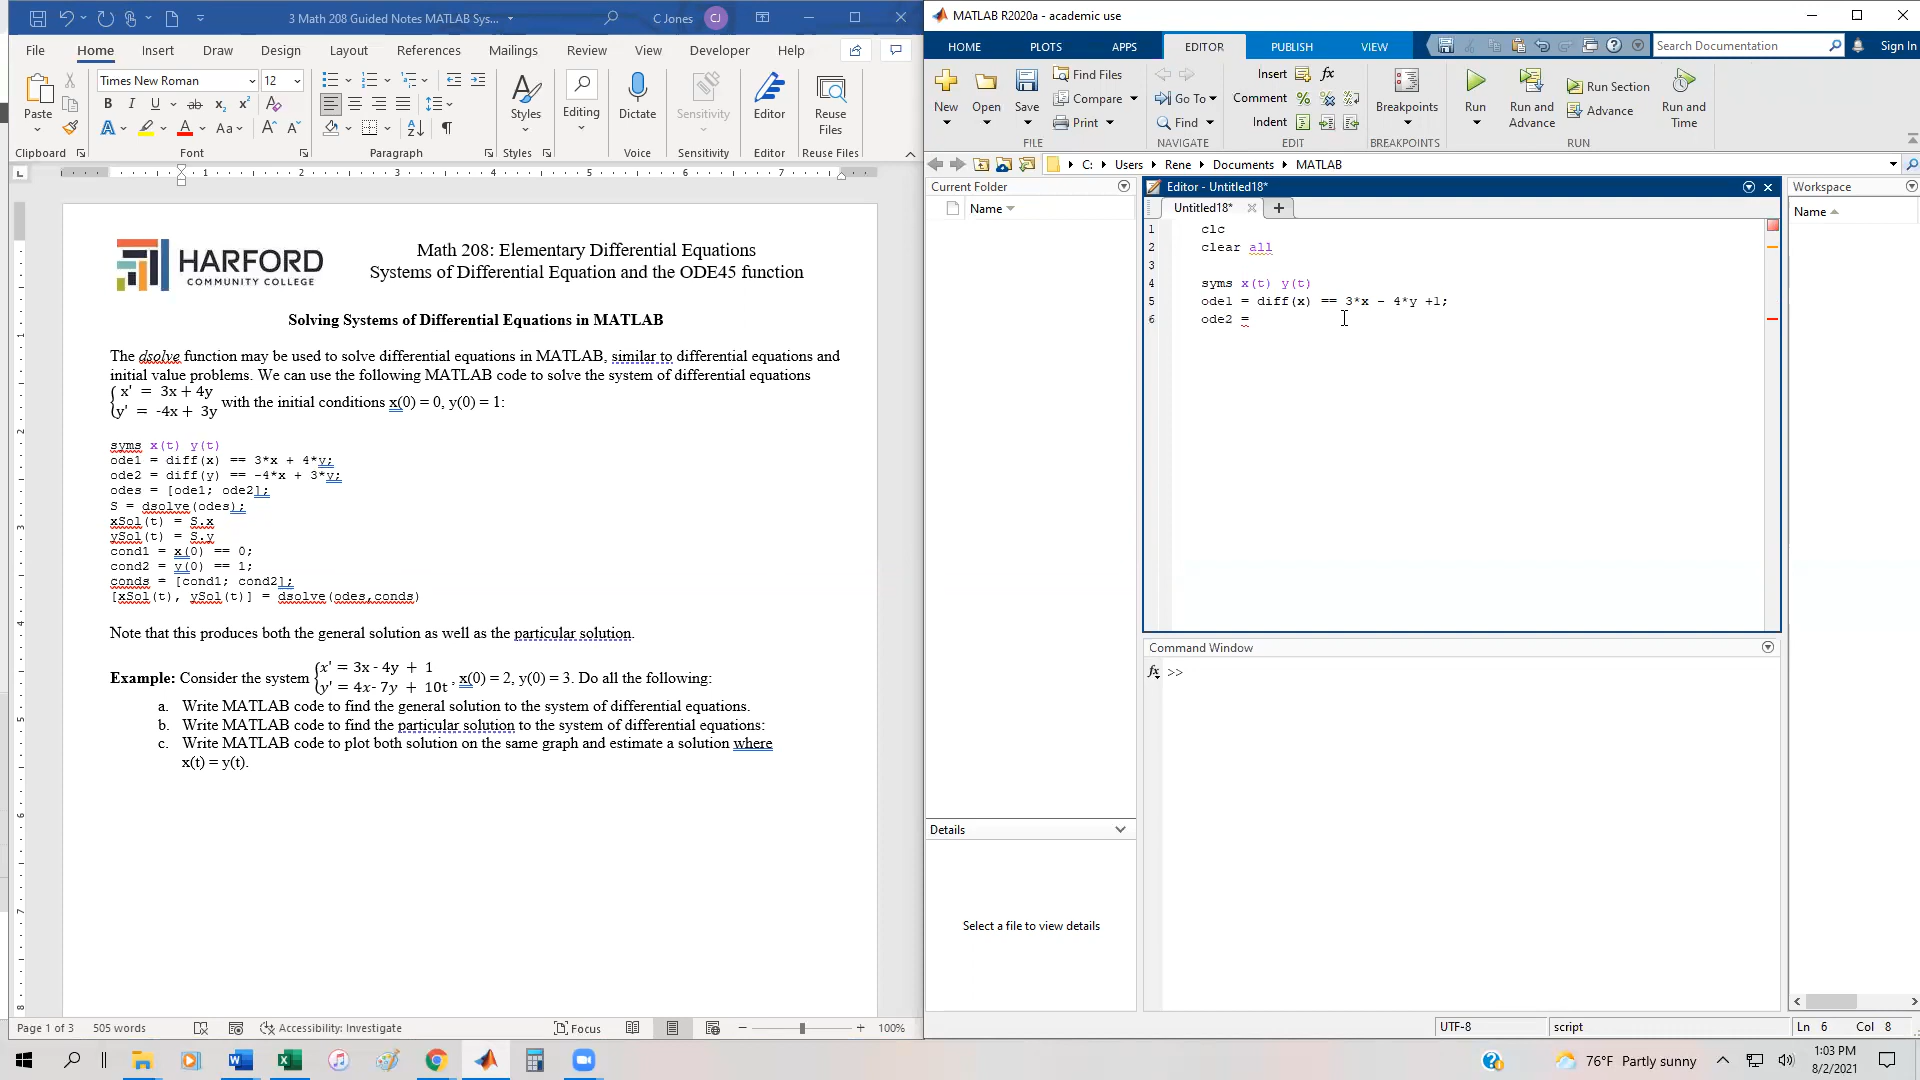 3 Math 208 Guided Notes MATLAB Sys...
C Jones
CJ
File Home Insert Draw Design Layout References Mailings Review View Developer Help
Times New Roman 12
Paste
Styles
Editing
Dictate
Sensitivity
Editor
Reuse Files
Clipboard Font Paragraph Styles Voice Sensitivity Editor Reuse Files
1 2 3 4 5 6 7
HARFORD
COMMUNITY COLLEGE
Math 208: Elementary Differential Equations
Systems of Differential Equation and the ODE45 function
Solving Systems of Differential Equations in MATLAB
The dsolve function may be used to solve differential equations in MATLAB, similar to differential equations and
initial value problems. We can use the following MATLAB code to solve the system of differential equations
x' = 3x + 4y
y' = -4x + 3y with the initial conditions x(0) = 0, y(0) = 1:
syms x(t) y(t)
ode1 = diff(x) == 3*x + 4*y;
ode2 = diff(y) == -4*x + 3*y;
odes = [ode1; ode2];
S = dsolve(odes);
xSol(t) = S.x
ySol(t) = S.y
cond1 = x(0) == 0;
cond2 = y(0) == 1;
conds = [cond1; cond2];
[xSol(t), ySol(t)] = dsolve(odes,conds)
Note that this produces both the general solution as well as the particular solution.
x' = 3x - 4y + 1
Example: Consider the system y' = 4x- 7y + 10t , x(0) = 2, y(0) = 3. Do all the following:
a. Write MATLAB code to find the general solution to the system of differential equations.
b. Write MATLAB code to find the particular solution to the system of differential equations:
c. Write MATLAB code to plot both solution on the same graph and estimate a solution where
x(t) = y(t).
Page 1 of 3 505 words Accessibility: Investigate Focus 100%
MATLAB R2020a - academic use
HOME PLOTS APPS EDITOR PUBLISH VIEW Search Documentation Sign In
New Open Save
Find Files
Compare
Print
Go To
Find
Insert fx
Comment
Indent
Breakpoints
Run
Run and Advance
Run Section
Advance
Run and Time
FILE NAVIGATE EDIT BREAKPOINTS RUN
C: Users Rene Documents MATLAB
Current Folder
Name
Editor - Untitled18*
Untitled18*
1 clc
2 clear all
3
4 syms x(t) y(t)
5 ode1 = diff(x) == 3*x - 4*y +1;
6 ode2 =
Workspace
Name
Command Window
fx >>
Details
Select a file to view details
UTF-8 script Ln 6 Col 8
76°F Partly sunny
1:03 PM
8/2/2021